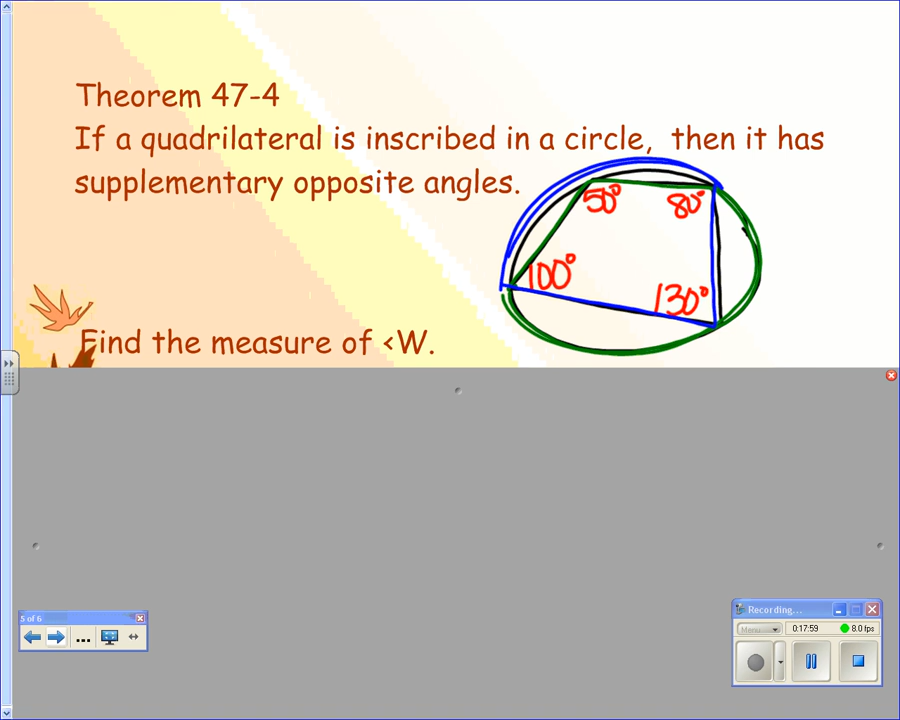 Theorem 47-4
If a quadrilateral is inscribed in a circle, then it has
supplementary opposite angles.
50°
80°
100°
130°
Find the measure of <W.
5 of 6
...
Recording...
Menu
0:17:59
8.0 fps